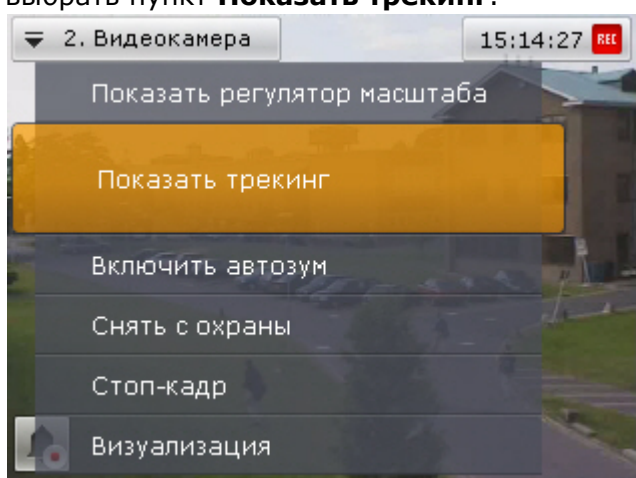 выбрать пункт Показать трекинг.
2. Видеокамера 15:14:27 REC
Показать регулятор масштаба
Показать трекинг
Включить автозум
Снять с охраны
Стоп-кадр
Визуализация